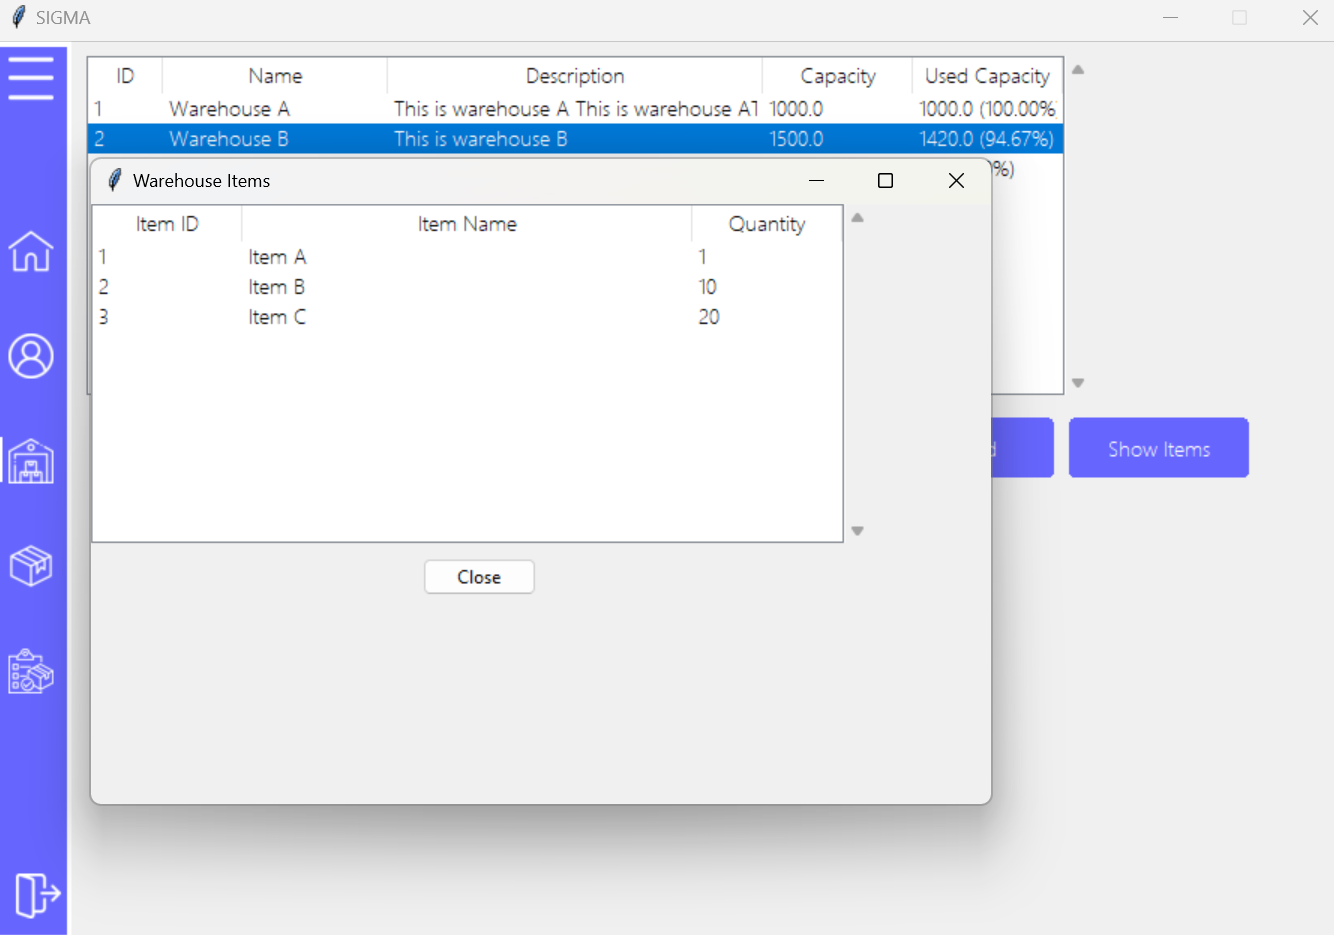 SIGMA
ID Name Description Capacity Used Capacity
1 Warehouse A This is warehouse A This is warehouse A 1000.0 1000.0 (100.00%
2 Warehouse B This is warehouse B 1500.0 1420.0 (94.67%)
%)
Warehouse Items
Item ID Item Name Quantity
1 Item A 1
2 Item B 10
3 Item C 20
d Show Items
Close